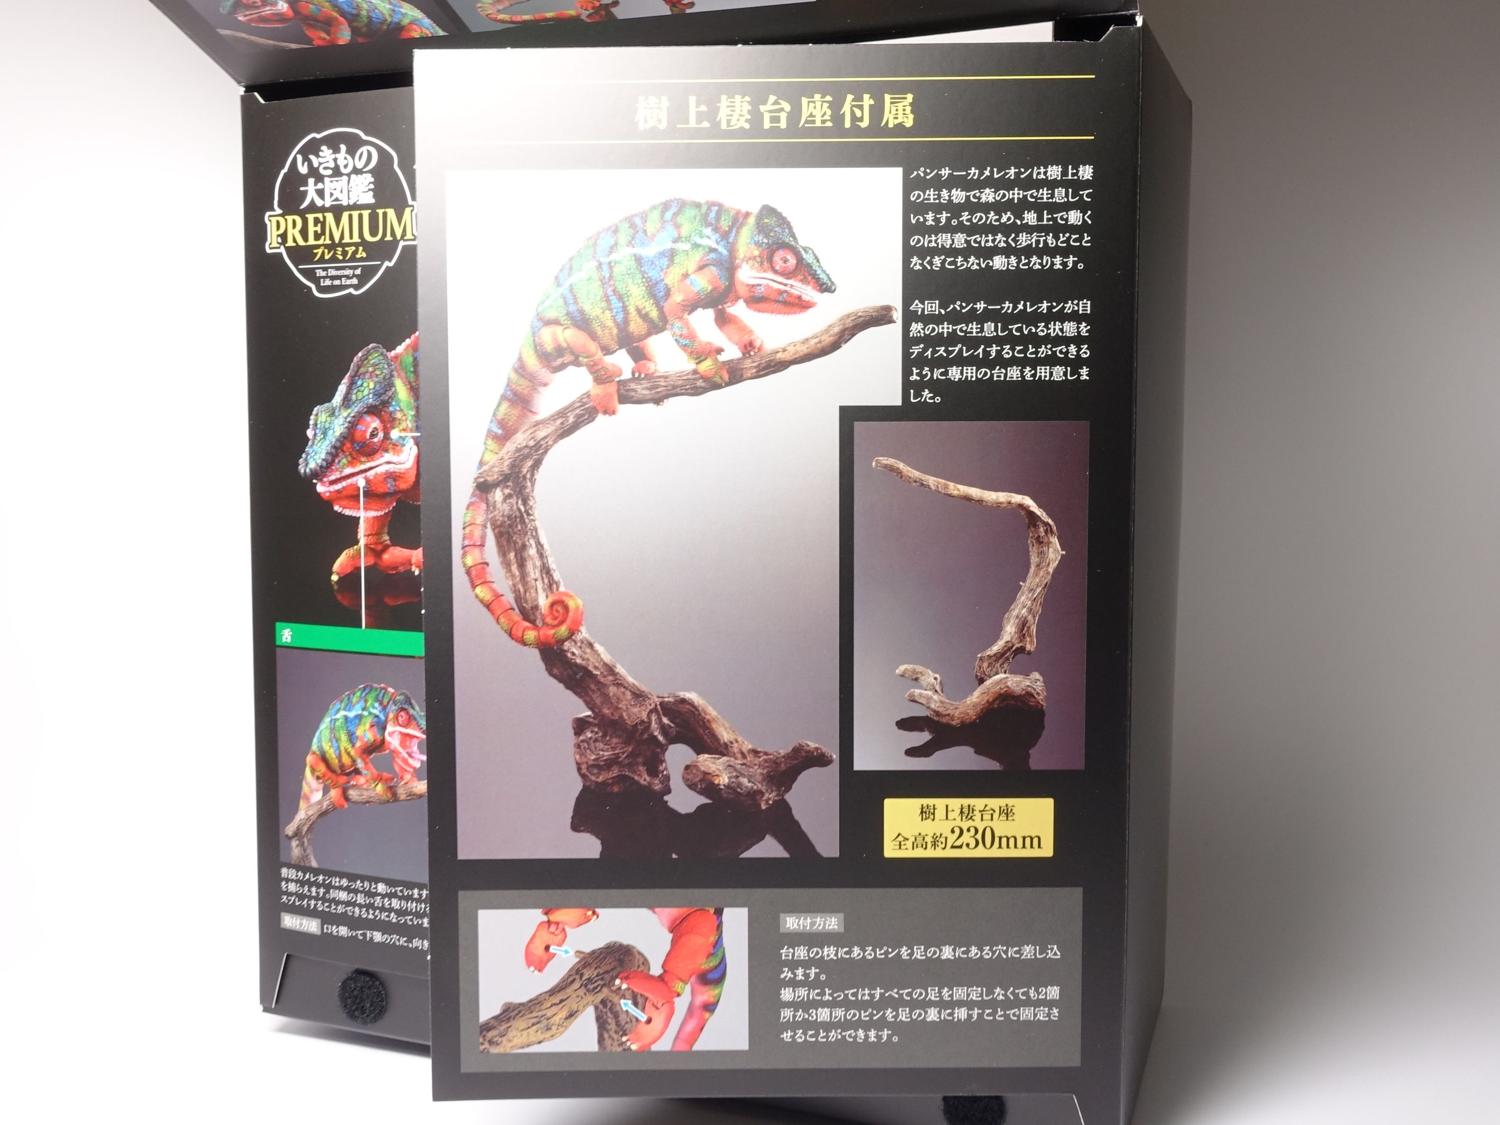 樹上棲台座付属
パンサーカメレオンは樹上棲
の生き物で森の中で生息して
います。そのため、地上で動く
のは得意ではなく歩行もどこと
なくぎこちない動きとなります。
今回、パンサーカメレオンが自
然の中で生息している状態を
ディスプレイすることができる
ように専用の台座を用意しま
した。
樹上棲台座
全高約230mm
取付方法
台座の枝にあるピンを足の裏にある穴に差し込
みます。
場所によってはすべての足を固定しなくても2箇
所か3箇所のピンを足の裏に挿すことで固定さ
せることができます。
いきもの
大図鑑
PREMIUM
プレミアム
The Diversity of
Life on Earth
舌
普段カメレオンはゆったりと動いています
を捕らえます。同梱の長い舌を取り付ける
スプレイすることができるようになっていま
取付方法 口を開いて下顎の穴に、向き